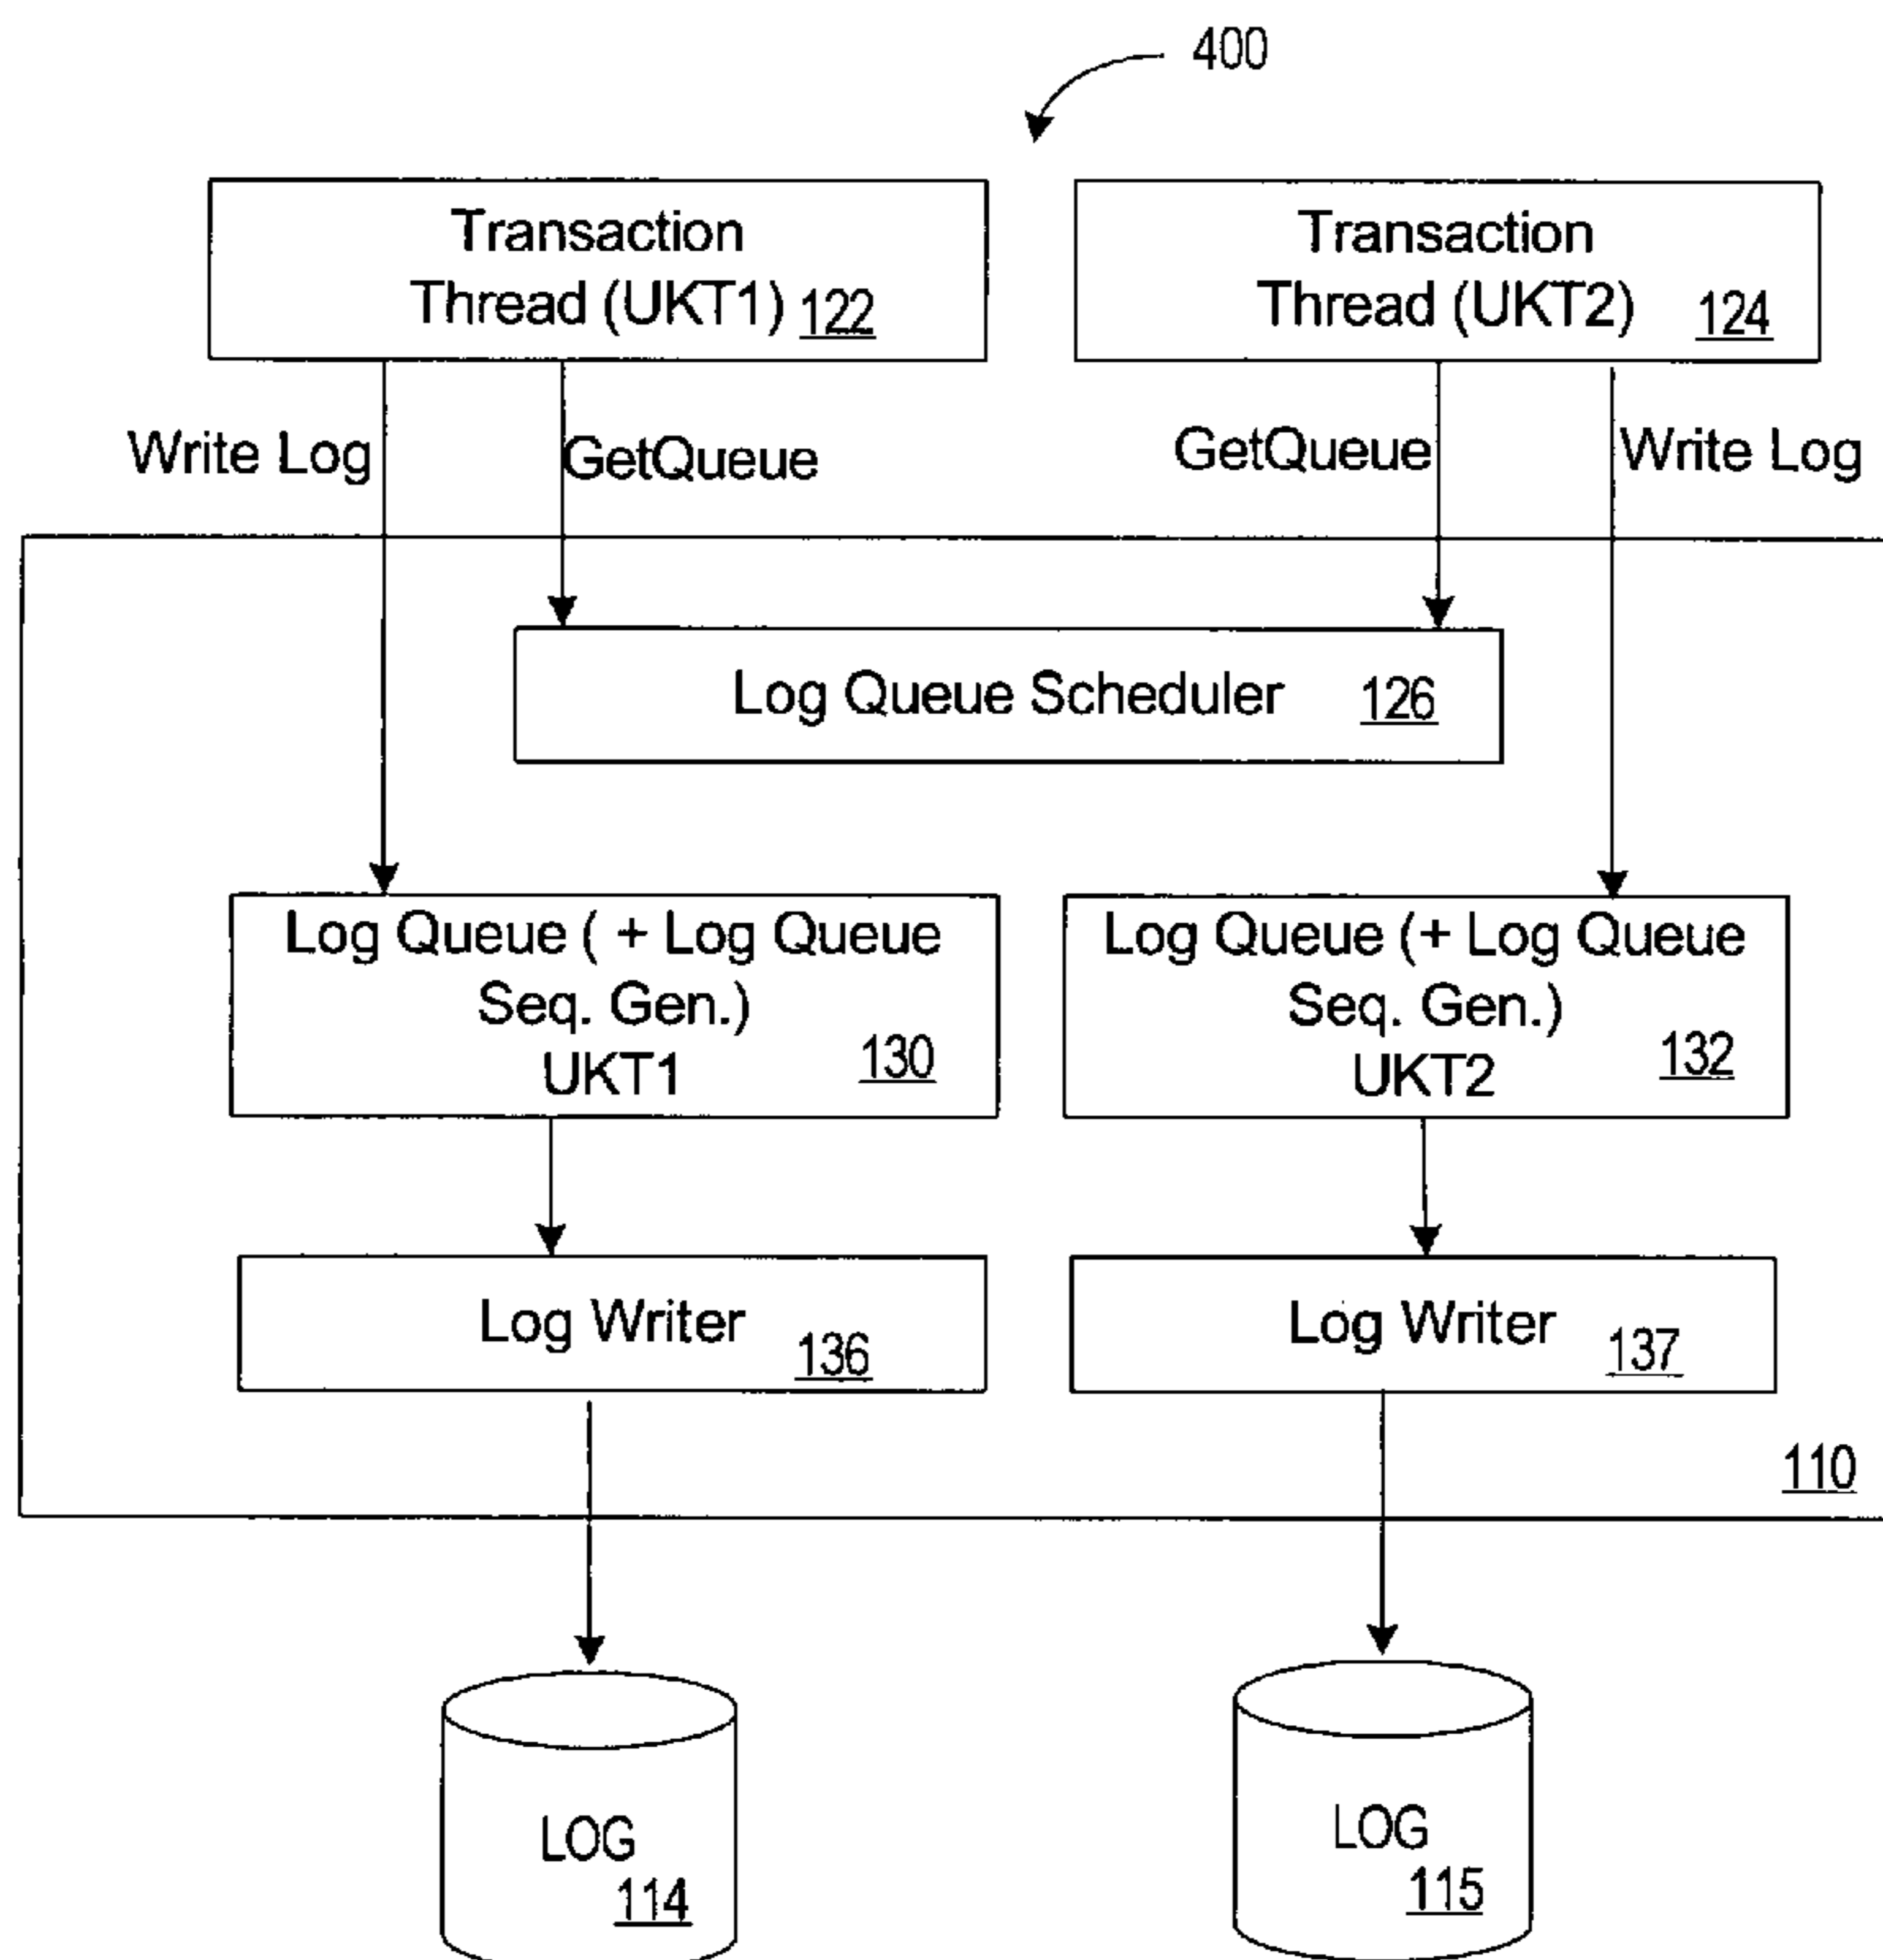 400
Transaction
Thread (UKT1) 122
Transaction
Thread (UKT2) 124
Write Log
GetQueue
GetQueue
Write Log
Log Queue Scheduler 126
Log Queue ( + Log Queue
Seq. Gen.)
UKT1 130
Log Queue (+ Log Queue
Seq. Gen.)
UKT2 132
Log Writer 136
Log Writer 137
110
LOG
114
LOG
115